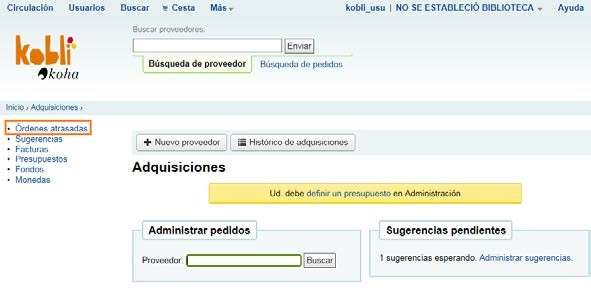 Circulación Usuarios Buscar Cesta Más kobli_usu | NO SE ESTABLECIÓ BIBLIOTECA Ayuda
kobli
koha
Buscar proveedores:
Enviar
Búsqueda de proveedor Búsqueda de pedidos
Inicio › Adquisiciones ›
Órdenes atrasadas
Sugerencias
Facturas
Presupuestos
Fondos
Monedas
Nuevo proveedor Histórico de adquisiciones
Adquisiciones
Ud. debe definir un presupuesto en Administración
Administrar pedidos
Proveedor: Buscar
Sugerencias pendientes
1 sugerencias esperando. Administrar sugerencias.